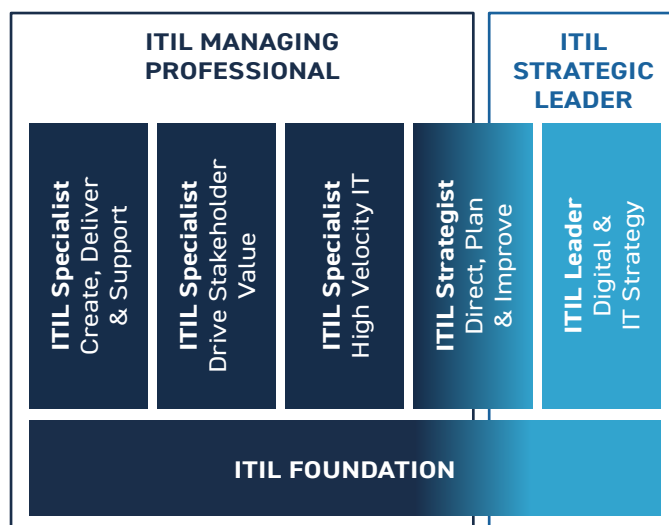 ITIL MANAGING
PROFESSIONAL
ITIL
STRATEGIC
LEADER
ITIL Specialist
Create, Deliver
& Support
ITIL Specialist
Drive Stakeholder
Value
ITIL Specialist
High Velocity IT
ITIL Strategist
Direct, Plan
& Improve
ITIL Leader
Digital &
IT Strategy
ITIL FOUNDATION